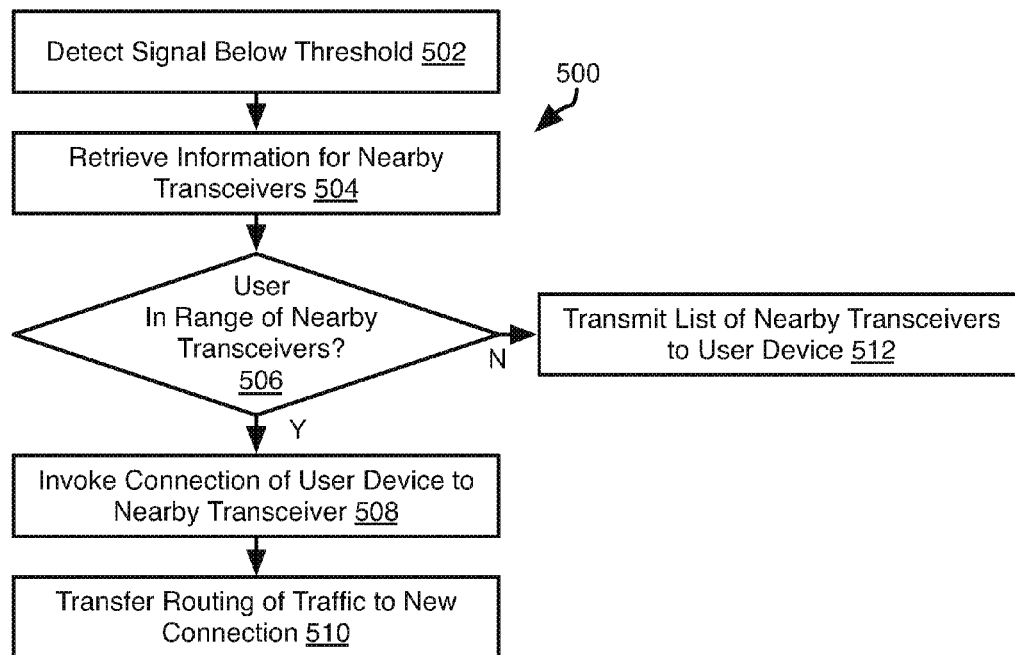 Detect Signal Below Threshold 502
500
Retrieve Information for Nearby
Transceivers 504
User
In Range of Nearby
Transceivers?
506
N
Transmit List of Nearby Transceivers
to User Device 512
Y
Invoke Connection of User Device to
Nearby Transceiver 508
Transfer Routing of Traffic to New
Connection 510